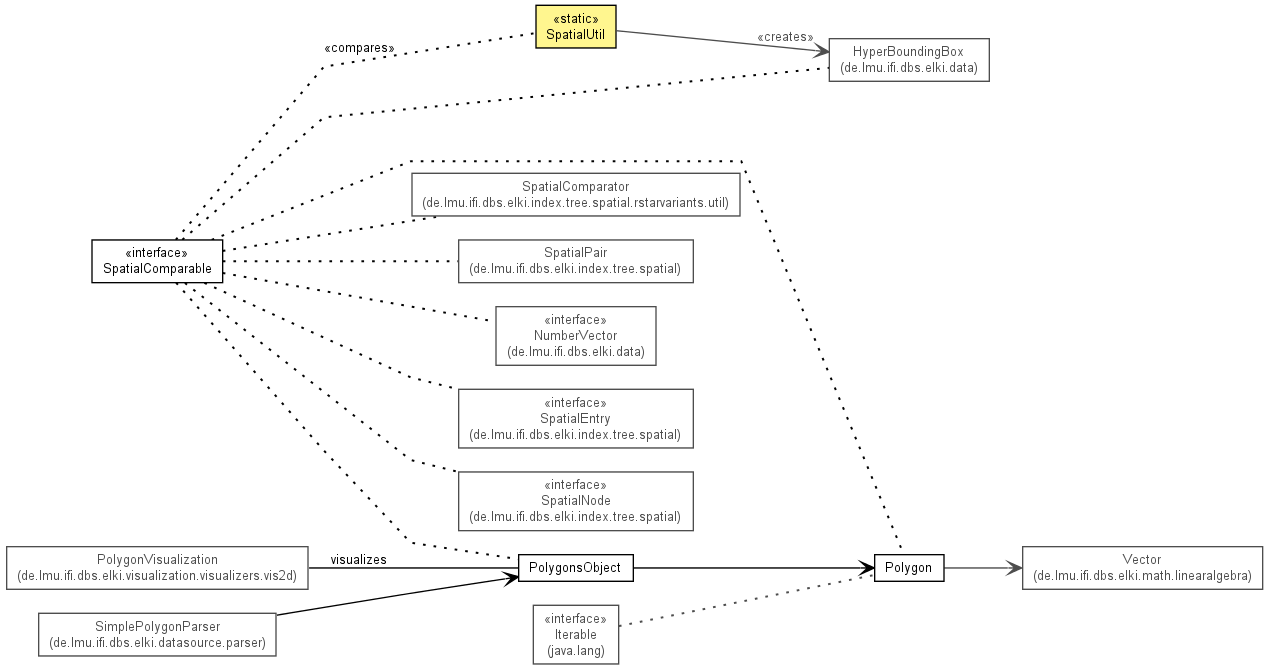 «static»
SpatialUtil
«compares»
«creates»
HyperBoundingBox
(de.lmu.ifi.dbs.elki.data)
SpatialComparator
(de.lmu.ifi.dbs.elki.index.tree.spatial.rstarvariants.util)
«interface»
SpatialComparable
SpatialPair
(de.lmu.ifi.dbs.elki.index.tree.spatial)
«interface»
NumberVector
(de.lmu.ifi.dbs.elki.data)
«interface»
SpatialEntry
(de.lmu.ifi.dbs.elki.index.tree.spatial)
«interface»
SpatialNode
(de.lmu.ifi.dbs.elki.index.tree.spatial)
PolygonVisualization
(de.lmu.ifi.dbs.elki.visualization.visualizers.vis2d)
visualizes
PolygonsObject
Polygon
Vector
(de.lmu.ifi.dbs.elki.math.linearalgebra)
SimplePolygonParser
(de.lmu.ifi.dbs.elki.datasource.parser)
«interface»
Iterable
(java.lang)